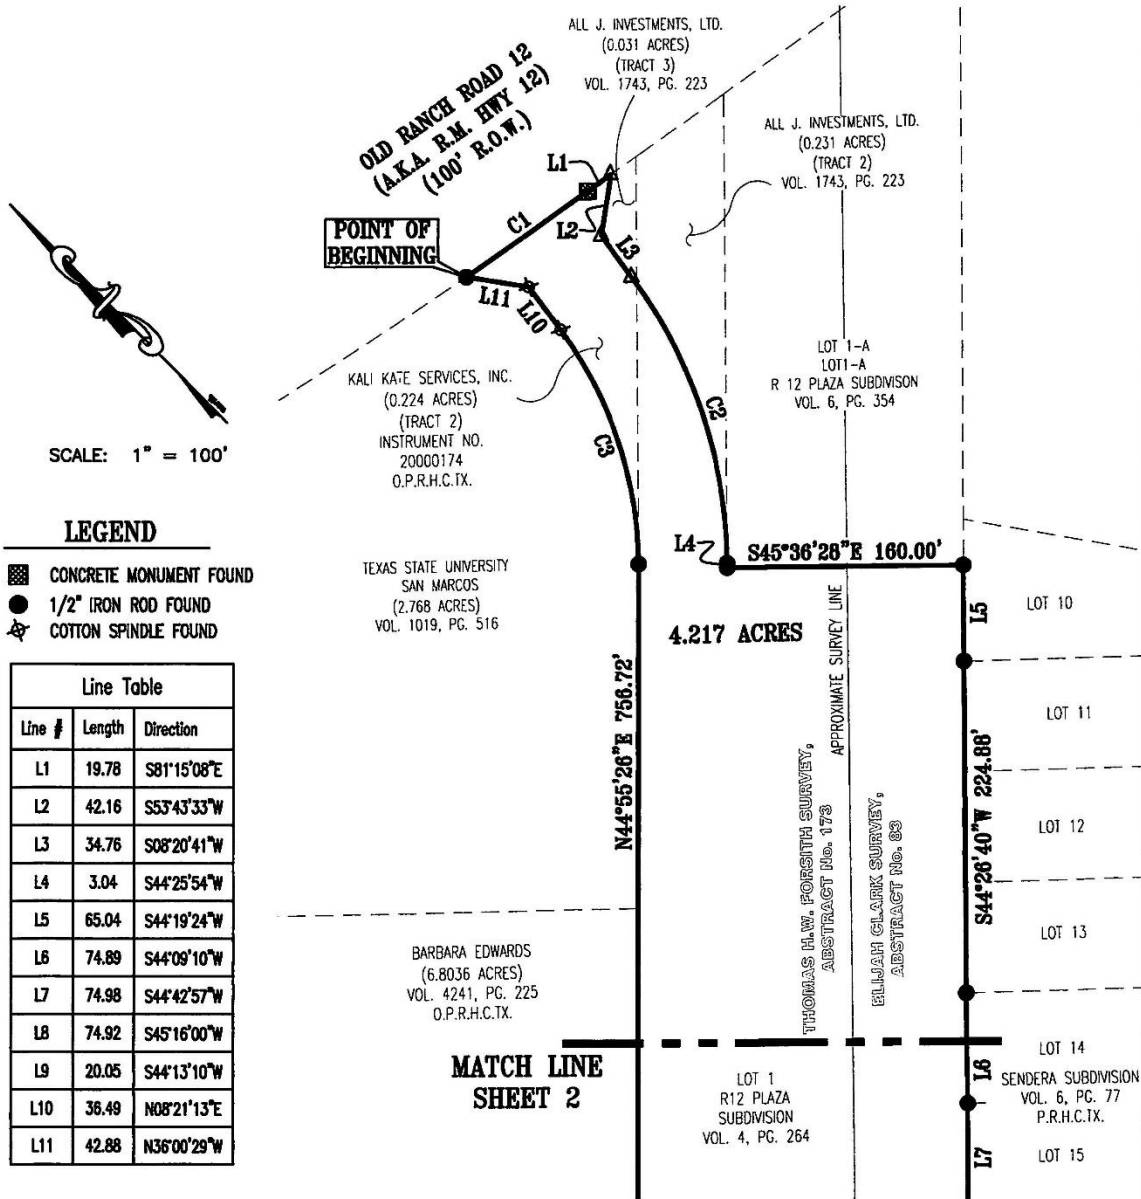 ALL J. INVESTMENTS, LTD.
(0.031 ACRES)
(TRACT 3)
VOL. 1743, PG. 223
OLD RANCH ROAD 12
(A.K.A. R.M. HWY 12)
(100' R.O.W.)
ALL J. INVESTMENTS, LTD.
(0.231 ACRES)
(TRACT 2)
VOL. 1743, PG. 223
L1
C1
L2
L3
POINT OF
BEGINNING
L11
L10
KALI KATE SERVICES, INC.
(0.224 ACRES)
(TRACT 2)
INSTRUMENT NO.
20000174
O.P.R.H.C.TX.
C3
C2
LOT 1-A
LOT1-A
R 12 PLAZA SUBDIVISON
VOL. 6, PG. 354
SCALE: 1" = 100'
LEGEND
CONCRETE MONUMENT FOUND
1/2" IRON ROD FOUND
COTTON SPINDLE FOUND
TEXAS STATE UNIVERSITY
SAN MARCOS
(2.768 ACRES)
VOL. 1019, PG. 516
L4
S45°36'28"E 160.00'
4.217 ACRES
L5
LOT 10
LOT 11
LOT 12
LOT 13
N44°55'26"E 756.72'
APPROXIMATE SURVEY LINE
THOMAS H.W. FORSITH SURVEY,
ABSTRACT No. 173
ELIJAH CLARK SURVEY,
ABSTRACT No. 83
S44°26'40"W 224.88'
Line Table
Line # Length Direction
L1 19.78 S81°15'08"E
L2 42.16 S53°43'33"W
L3 34.76 S08°20'41"W
L4 3.04 S44°25'54"W
L5 65.04 S44°19'24"W
L6 74.89 S44°09'10"W
L7 74.98 S44°42'57"W
L8 74.92 S45°16'00"W
L9 20.05 S44°13'10"W
L10 36.49 N08°21'13"E
L11 42.88 N36°00'29"W
BARBARA EDWARDS
(6.8036 ACRES)
VOL. 4241, PG. 225
O.P.R.H.C.TX.
MATCH LINE
SHEET 2
LOT 1
R12 PLAZA
SUBDIVISION
VOL. 4, PG. 264
L6
LOT 14
SENDERA SUBDIVISION
VOL. 6, PG. 77
P.R.H.C.TX.
L7
LOT 15